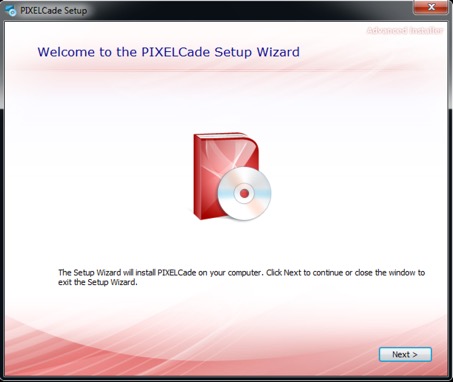 PIXELCade Setup
Advanced Installer
Welcome to the PIXELCade Setup Wizard
The Setup Wizard will install PIXELCade on your computer. Click Next to continue or close the window to
exit the Setup Wizard.
Next >